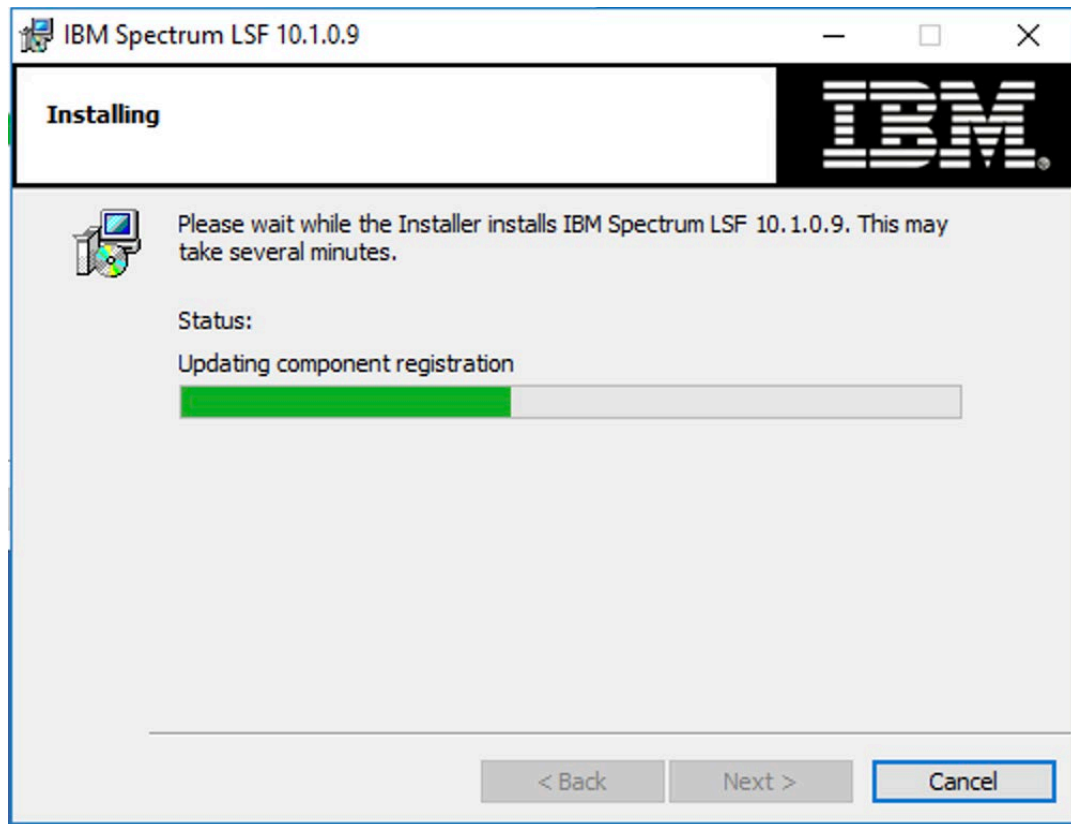 IBM Spectrum LSF 10.1.0.9
Installing
IBM
Please wait while the Installer installs IBM Spectrum LSF 10.1.0.9. This may
take several minutes.
Status:
Updating component registration
< Back
Next >
Cancel